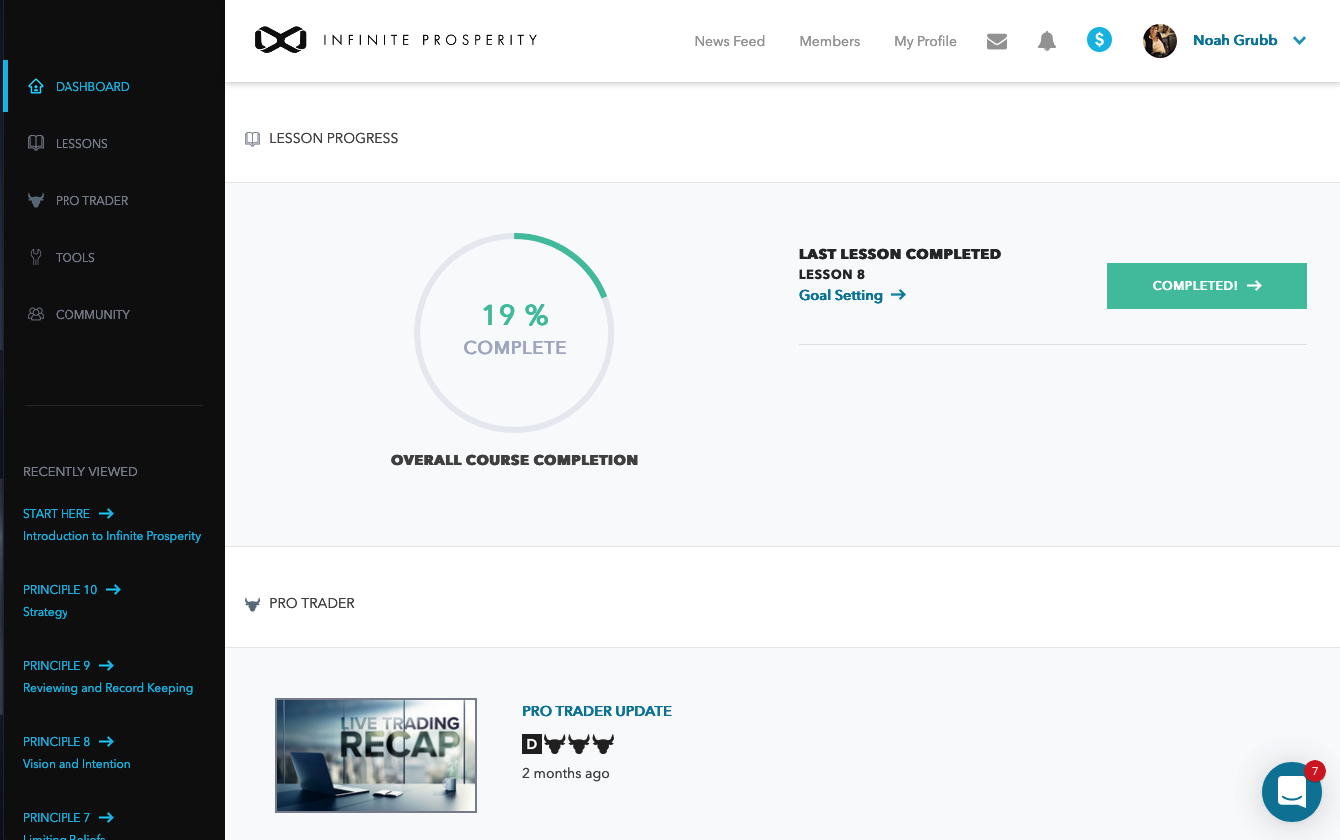 INFINITE PROSPERITY
News Feed
Members
My Profile
$
Noah Grubb
DASHBOARD
LESSONS
PRO TRADER
TOOLS
COMMUNITY
RECENTLY VIEWED
START HERE
Introduction to Infinite Prosperity
PRINCIPLE 10
Strategy
PRINCIPLE 9
Reviewing and Record Keeping
PRINCIPLE 8
Vision and Intention
PRINCIPLE 7
Limiting Beliefs
LESSON PROGRESS
19 %
COMPLETE
OVERALL COURSE COMPLETION
LAST LESSON COMPLETED
LESSON 8
Goal Setting
COMPLETED!
PRO TRADER
LIVE TRADING
RECAP
PRO TRADER UPDATE
D
2 months ago
7